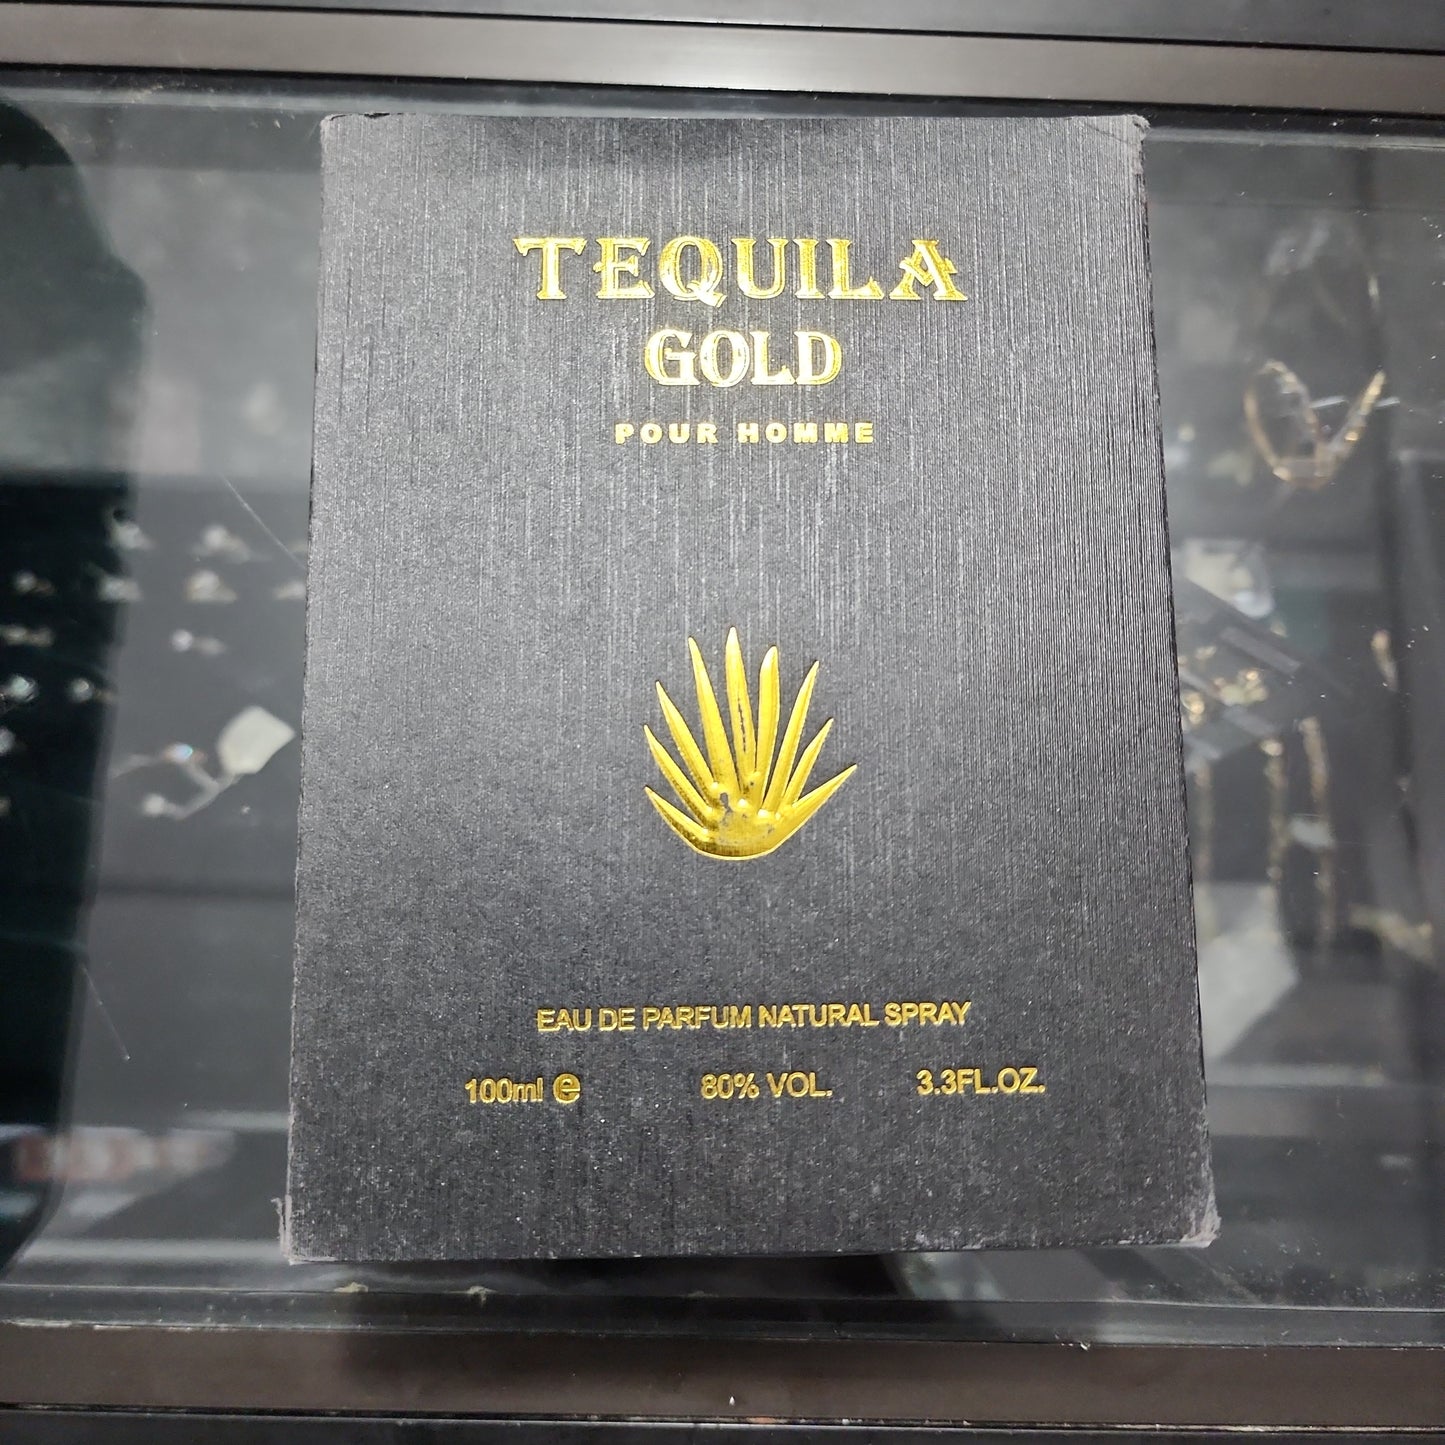 TEQUILA
GOLD
POUR HOMME
EAU DE PARFUM NATURAL SPRAY
100ml ℮ 80% VOL. 3.3FL.OZ.